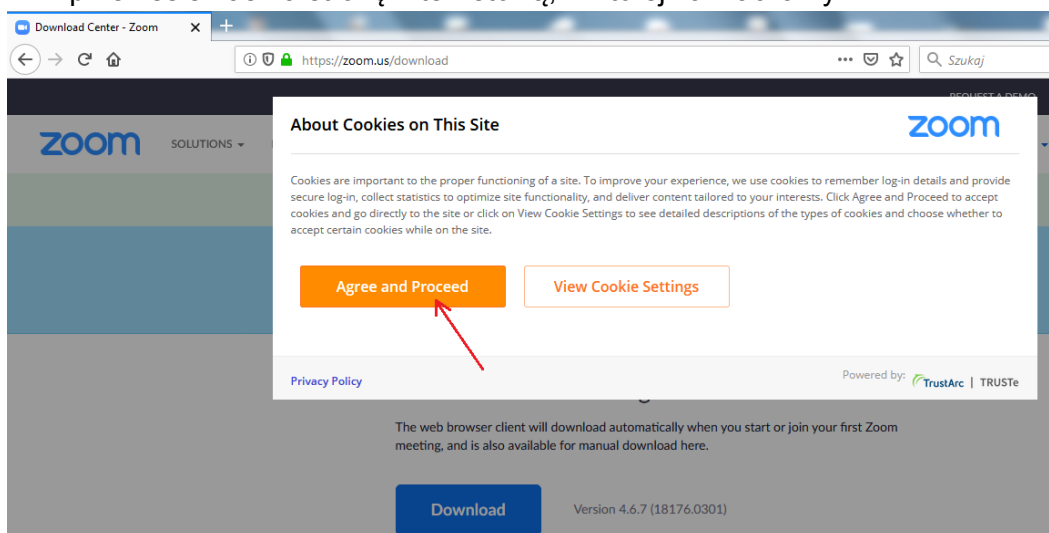 Download Center - Zoom
https://zoom.us/download
Szukaj
REQUEST A DEMO
zoom
SOLUTIONS
About Cookies on This Site
zoom
Cookies are important to the proper functioning of a site. To improve your experience, we use cookies to remember log-in details and provide
secure log-in, collect statistics to optimize site functionality, and deliver content tailored to your interests. Click Agree and Proceed to accept
cookies and go directly to the site or click on View Cookie Settings to see detailed descriptions of the types of cookies and choose whether to
accept certain cookies while on the site.
Agree and Proceed
View Cookie Settings
Privacy Policy
Powered by:
TrustArc | TRUSTe
The web browser client will download automatically when you start or join your first Zoom
meeting, and is also available for manual download here.
Download
Version 4.6.7 (18176.0301)